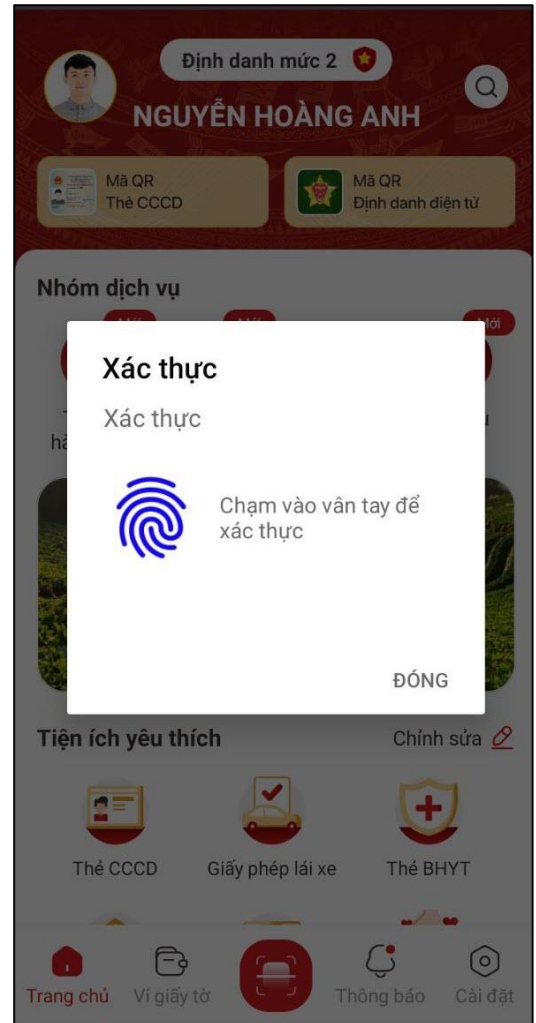 Định danh mức 2
NGUYỄN HOÀNG ANH
Mã QR
Thẻ CCCD
Mã QR
Định danh điện tử
Nhóm dịch vụ
Mới
Xác thực
Xác thực
Chạm vào vân tay để
xác thực
ĐÓNG
Tiện ích yêu thích
Chỉnh sửa
Thẻ CCCD
Giấy phép lái xe
Thẻ BHYT
Trang chủ
Ví giấy tờ
Thông báo
Cài đặt